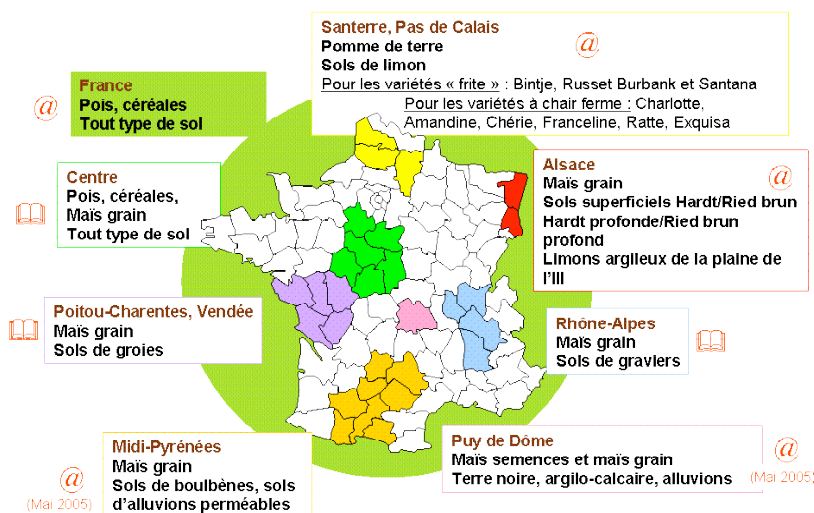 Santerre, Pas de Calais
Pomme de terre
Sols de limon
Pour les variétés « frite » : Bintje, Russet Burbank et Santana
Pour les variétés à chair ferme : Charlotte,
Amandine, Chérie, Franceline, Ratte, Exquisa
@
@
France
Pois, céréales
Tout type de sol
Centre
Pois, céréales,
Maïs grain
Tout type de sol
Alsace
@
Maïs grain
Sols superficiels Hardt/Ried brun
Hardt profonde/Ried brun
profond
Limons argileux de la plaine de
l'Ill
Poitou-Charentes, Vendée
Maïs grain
Sols de groies
Rhône-Alpes
Maïs grain
Sols de graviers
Midi-Pyrénées
Maïs grain
Sols de boulbènes, sols
d'alluvions perméables
@
(Mai 2005)
Puy de Dôme
Maïs semences et maïs grain
Terre noire, argilo-calcaire, alluvions
@
(Mai 2005)